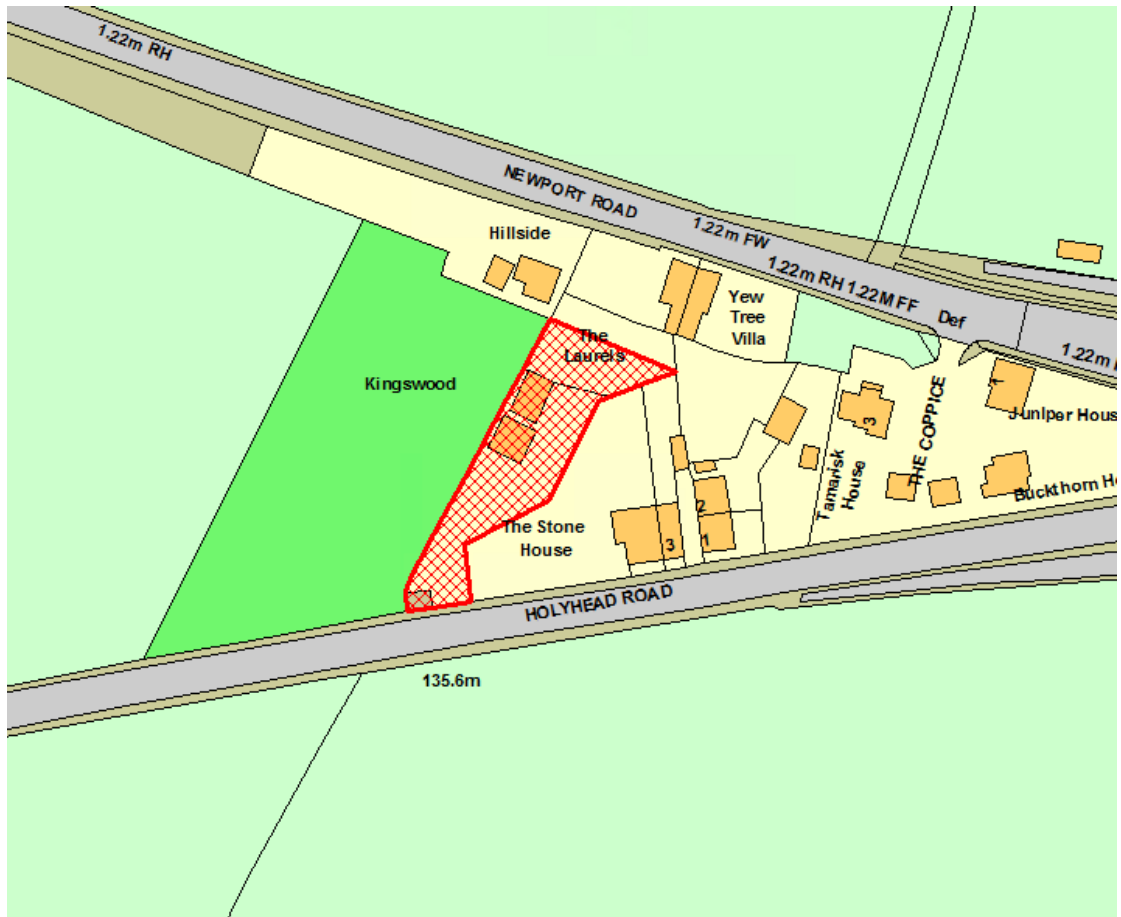 1.22m RH
NEWPORT ROAD
1.22m FW
Hillside
1.22m RH 1.22M FF
Def
Yew
Tree
Villa
The
Laurels
1.22m
Kingswood
1
3
THE COPPICE
Juniper Hous
Tamarisk
House
Buckthorn Ho
2
The Stone
House
3
1
HOLYHEAD ROAD
135.6m